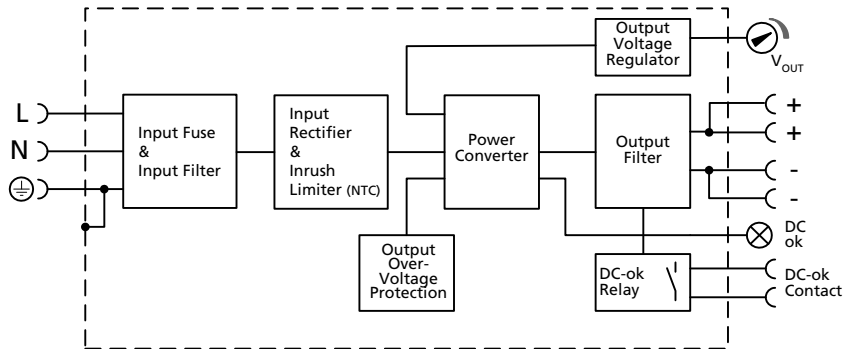 Output
Voltage
Regulator
VOUT
L
N
Input Fuse
&
Input Filter
Input
Rectifier
&
Inrush
Limiter (NTC)
Power
Converter
Output
Filter
+
+
-
-
Output
Over-
Voltage
Protection
DC
ok
DC-ok
Relay
DC-ok
Contact